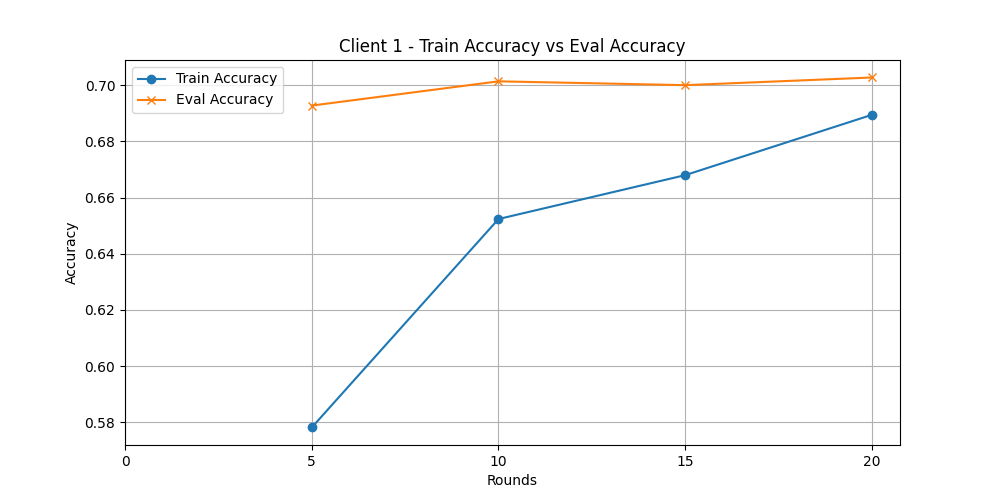 Client 1 - Train Accuracy vs Eval Accuracy
Train Accuracy
Eval Accuracy
0.70
0.68
0.66
0.64
0.62
0.60
0.58
Accuracy
0 5 10 15 20
Rounds